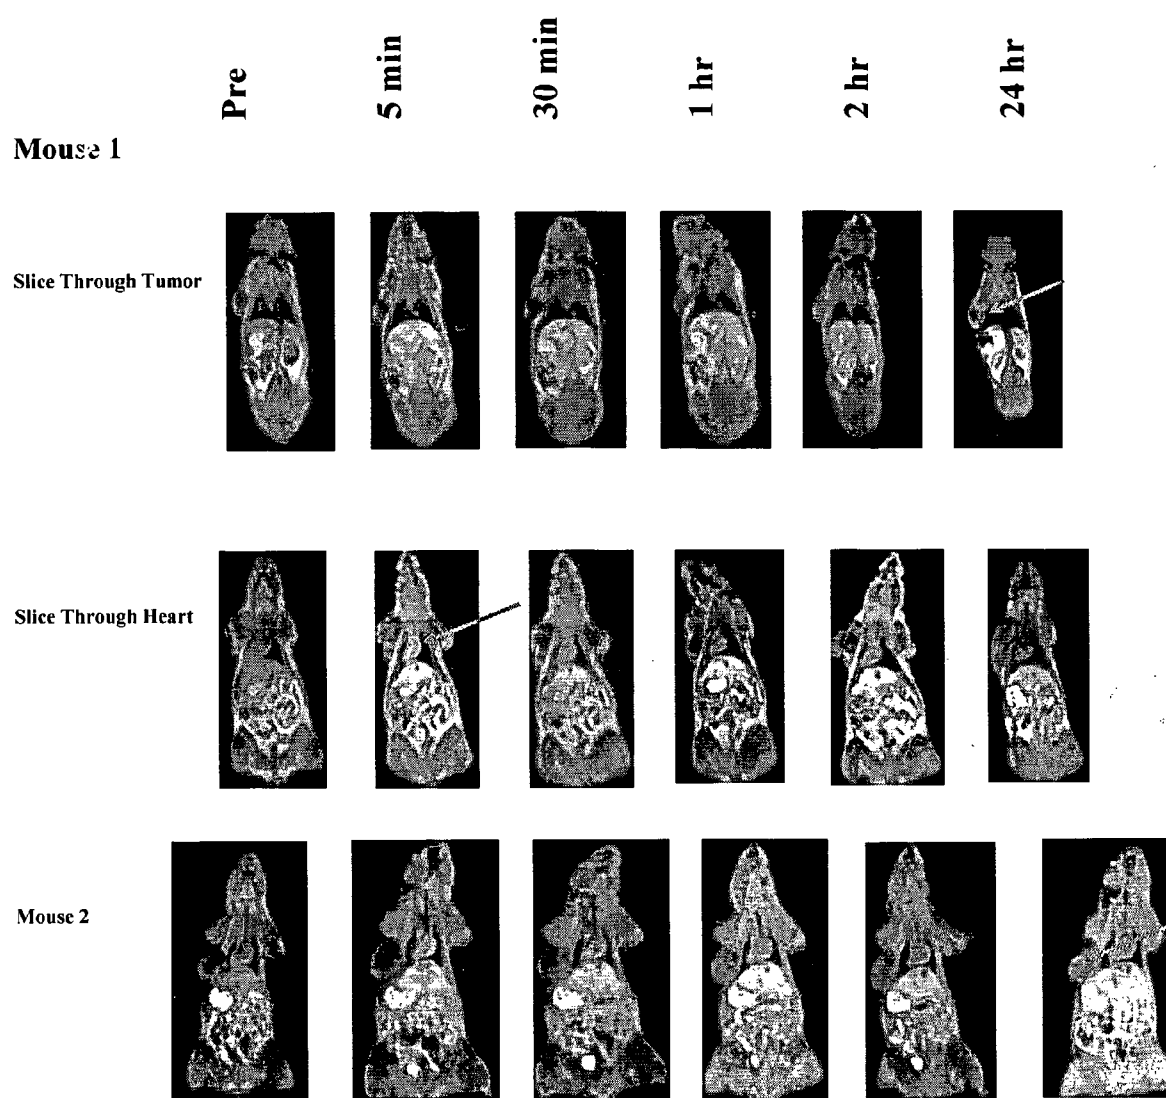 Pre
5 min
30 min
1 hr
2 hr
24 hr
Mouse 1
Slice Through Tumor
Slice Through Heart
Mouse 2